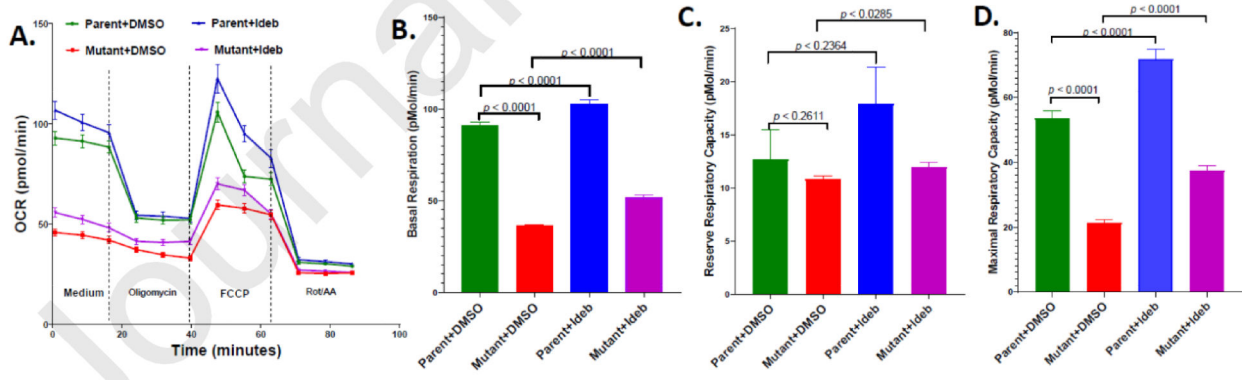 A.
Parent+DMSO
Parent+Ideb
Mutant+DMSO
Mutant+Ideb
OCR (pmol/min)
150
100
50
0
Medium
Oligomycin
FCCP
Rot/AA
0
20
40
60
80
100
Time (minutes)
B.
Basal Respiration (pMol/min)
150
100
50
0
p < 0.0001
p < 0.0001
p < 0.0001
Parent+DMSO
Mutant+DMSO
Parent+Ideb
Mutant+Ideb
C.
Reserve Respiratory Capacity (pMol/min)
25
20
15
10
5
0
p < 0.0285
p < 0.2364
p < 0.2611
Parent+DMSO
Mutant+DMSO
Parent+Ideb
Mutant+Ideb
D.
Maximal Respiratory Capacity (pMol/min)
80
60
40
20
0
p < 0.0001
p < 0.0001
p < 0.0001
Parent+DMSO
Mutant+DMSO
Parent+Ideb
Mutant+Ideb
Journal